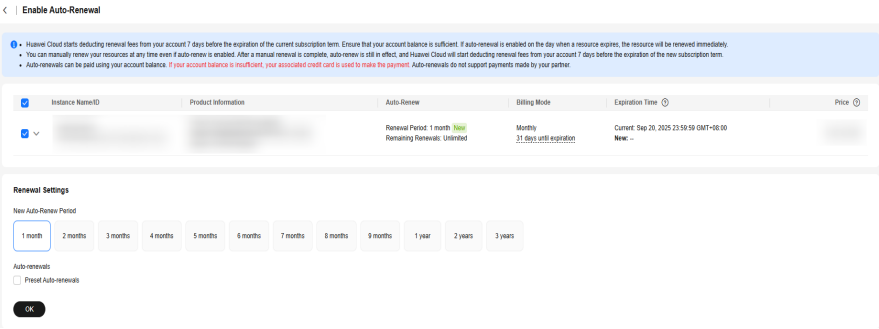 Enable Auto-Renewal
• Huawei Cloud starts deducting renewal fees from your account 7 days before the expiration of the current subscription term. Ensure that your account balance is sufficient. If auto-renewal is enabled on the day when a resource expires, the resource will be renewed immediately.
• You can manually renew your resources at any time even if auto-renew is enabled. After a manual renewal is complete, auto-renew is still in effect, and Huawei Cloud will start deducting renewal fees from your account 7 days before the expiration of the new subscription term.
• Auto-renewals can be paid using your account balance. If your account balance is insufficient, your associated credit card is used to make the payment. Auto-renewals do not support payments made by your partner.
Instance Name/ID Product Information Auto-Renew Billing Mode Expiration Time Price
Renewal Period: 1 month New Monthly Current: Sep 20, 2025 23:59:59 GMT+08:00
Remaining Renewals: Unlimited 31 days until expiration New: --
Renewal Settings
New Auto-Renew Period
1 month 2 months 3 months 4 months 5 months 6 months 7 months 8 months 9 months 1 year 2 years 3 years
Auto-renewals
Preset Auto-renewals
OK